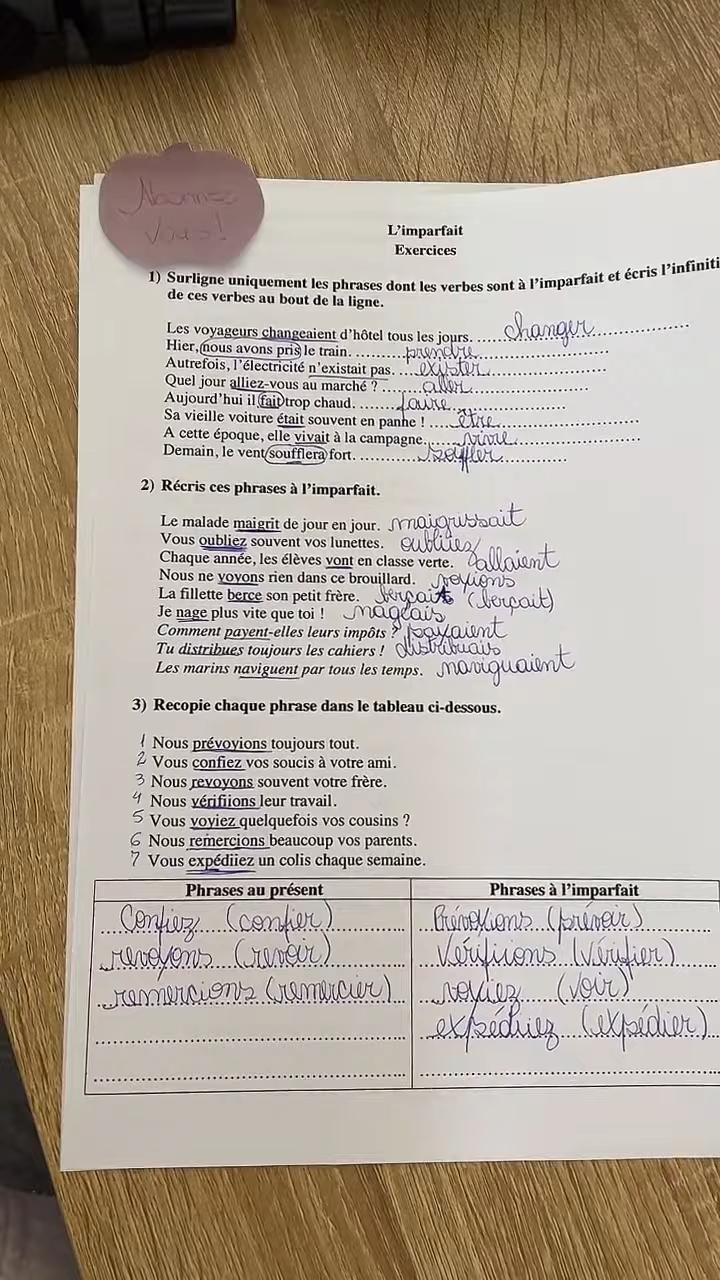 Abonnez
Vous!
L'imparfait
Exercices
1) Surligne uniquement les phrases dont les verbes sont à l'imparfait et écris l'infiniti
de ces verbes au bout de la ligne.
Les voyageurs changeaient d'hôtel tous les jours. changer
Hier, nous avons pris le train. prendre
Autrefois, l'électricité n'existait pas. exister
Quel jour alliez-vous au marché ? aller
Aujourd'hui il fait trop chaud. faire
Sa vieille voiture était souvent en panne ! être
A cette époque, elle vivait à la campagne. vivre
Demain, le vent soufflera fort. souffler
2) Récris ces phrases à l'imparfait.
Le malade maigrit de jour en jour. maigrissait
Vous oubliez souvent vos lunettes. oubliiez
Chaque année, les élèves vont en classe verte. allaient
Nous ne voyons rien dans ce brouillard. voyions
La fillette berce son petit frère. berçait (berçait)
Je nage plus vite que toi ! nageais
Comment payent-elles leurs impôts ? payaient
Tu distribues toujours les cahiers ! distribuais
Les marins naviguent par tous les temps. naviguaient
3) Recopie chaque phrase dans le tableau ci-dessous.
1 Nous prévoyions toujours tout.
2 Vous confiez vos soucis à votre ami.
3 Nous revoyons souvent votre frère.
4 Nous vérifiions leur travail.
5 Vous voyiez quelquefois vos cousins ?
6 Nous remercions beaucoup vos parents.
7 Vous expédiiez un colis chaque semaine.
Phrases au présent Phrases à l'imparfait
Confiez (confier) Prévoyions (prévoir)
revoyons (revoir) Vérifiions (Vérifier)
remercions (remercier) voyiez (voir)
expédiiez (expédier)